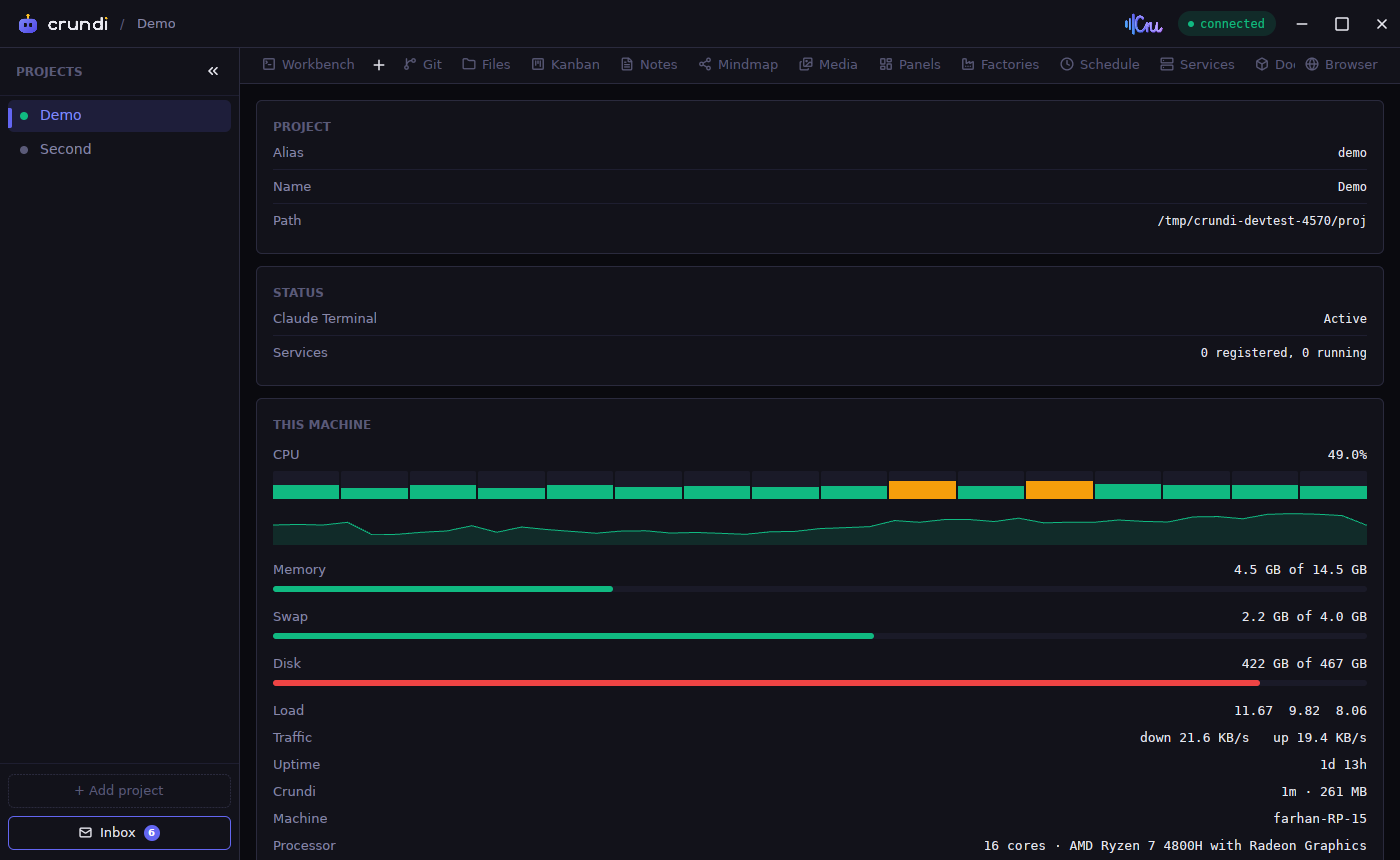 crundi / Demo
Cru
connected
PROJECTS
Workbench + Git Files Kanban Notes Mindmap Media Panels Factories Schedule Services Doc Browser
Demo
Second
PROJECT
Alias demo
Name Demo
Path /tmp/crundi-devtest-4570/proj
STATUS
Claude Terminal Active
Services 0 registered, 0 running
THIS MACHINE
CPU 49.0%
Memory 4.5 GB of 14.5 GB
Swap 2.2 GB of 4.0 GB
Disk 422 GB of 467 GB
Load 11.67 9.82 8.06
Traffic down 21.6 KB/s up 19.4 KB/s
Uptime 1d 13h
Crundi 1m · 261 MB
Machine farhan-RP-15
Processor 16 cores · AMD Ryzen 7 4800H with Radeon Graphics
+ Add project
Inbox 6